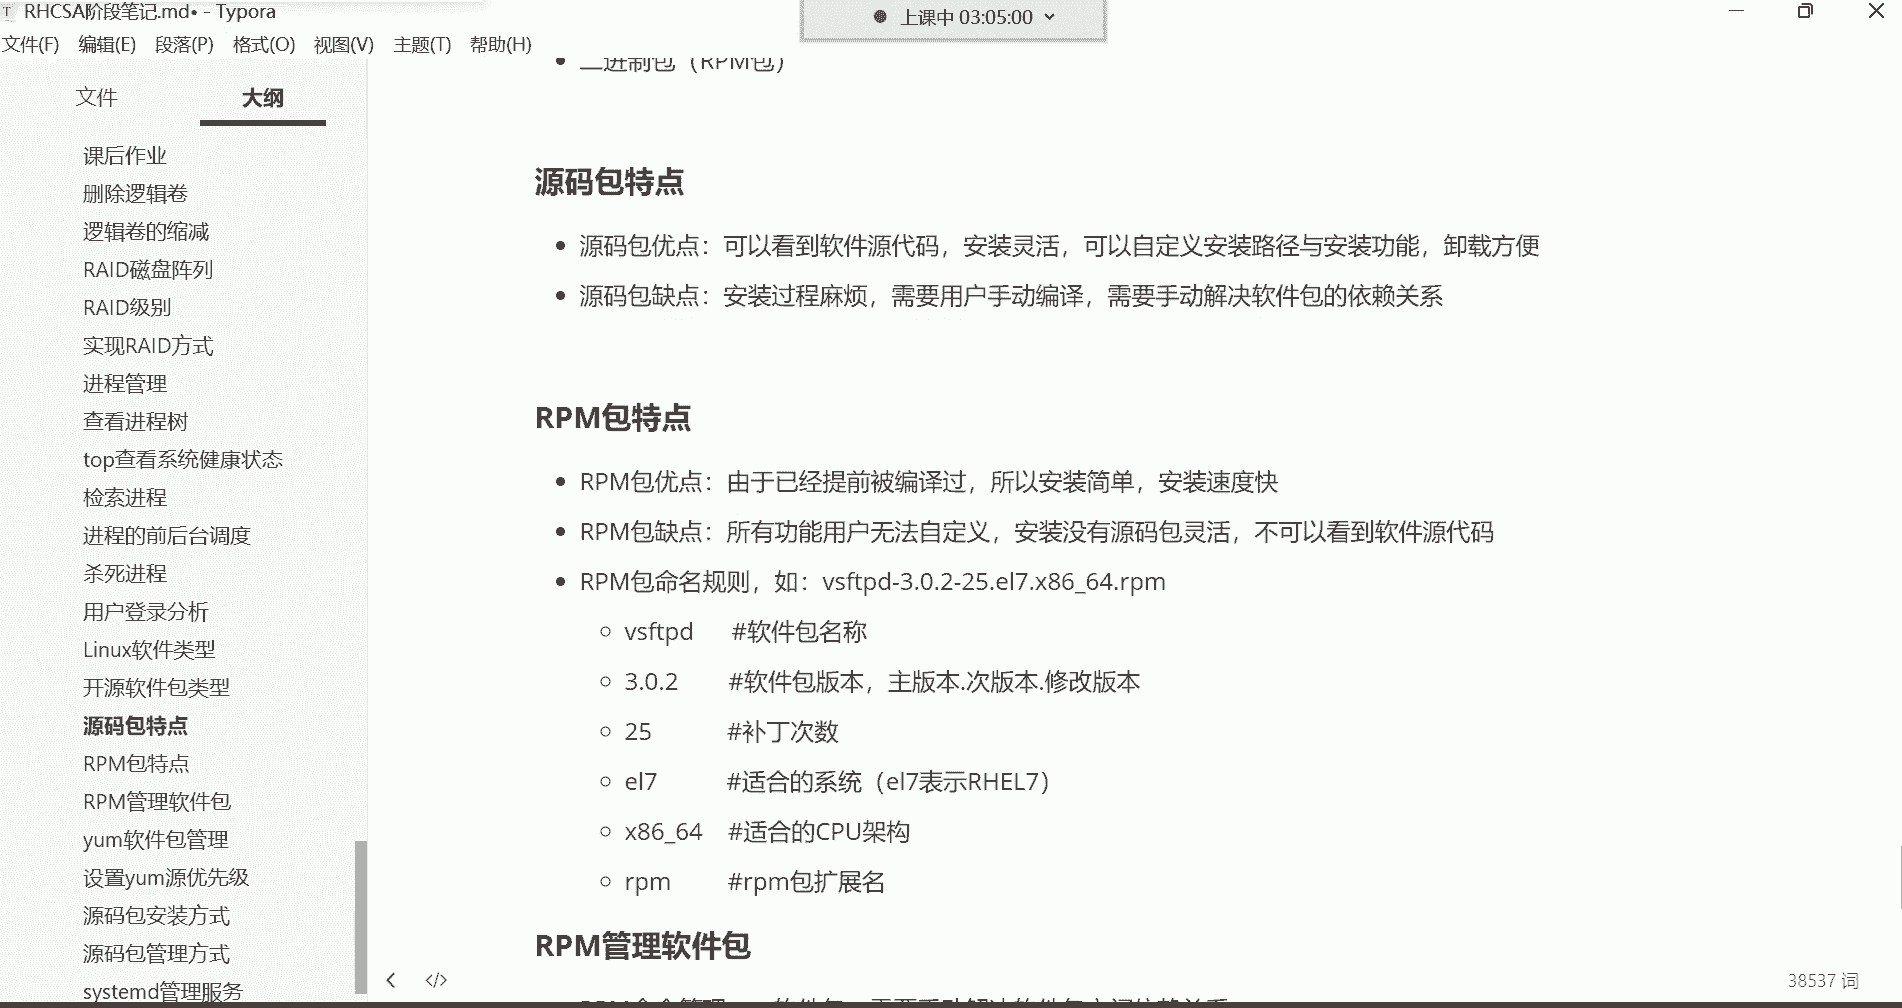 RHCSA阶段笔记.md• - Typora
上课中 03:05:00
文件(F) 编辑(E) 段落(P) 格式(O) 视图(V) 主题(T) 帮助(H)
文件 大纲
课后作业
删除逻辑卷
逻辑卷的缩减
RAID磁盘阵列
RAID级别
实现RAID方式
进程管理
查看进程树
top查看系统健康状态
检索进程
进程的前后台调度
杀死进程
用户登录分析
Linux软件类型
开源软件包类型
源码包特点
RPM包特点
RPM管理软件包
yum软件包管理
设置yum源优先级
源码包安装方式
源码包管理方式
systemd管理服务
二进制包（RPM包）
源码包特点
源码包优点：可以看到软件源代码，安装灵活，可以自定义安装路径与安装功能，卸载方便
源码包缺点：安装过程麻烦，需要用户手动编译，需要手动解决软件包的依赖关系
RPM包特点
RPM包优点：由于已经提前被编译过，所以安装简单，安装速度快
RPM包缺点：所有功能用户无法自定义，安装没有源码包灵活，不可以看到软件源代码
RPM包命名规则，如：vsftpd-3.0.2-25.el7.x86_64.rpm
vsftpd #软件包名称
3.0.2 #软件包版本，主版本.次版本.修改版本
25 #补丁次数
el7 #适合的系统（el7表示RHEL7）
x86_64 #适合的CPU架构
rpm #rpm包扩展名
RPM管理软件包
</> 38537 词